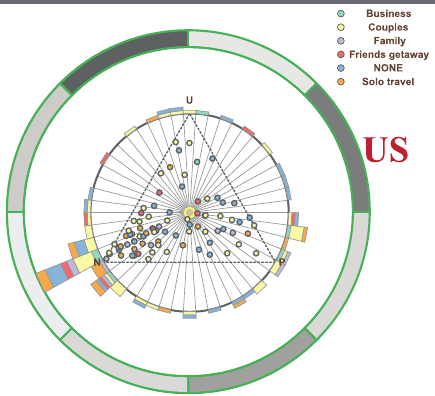 Business
Couples
Family
Friends getaway
NONE
Solo travel
U
US
N
P